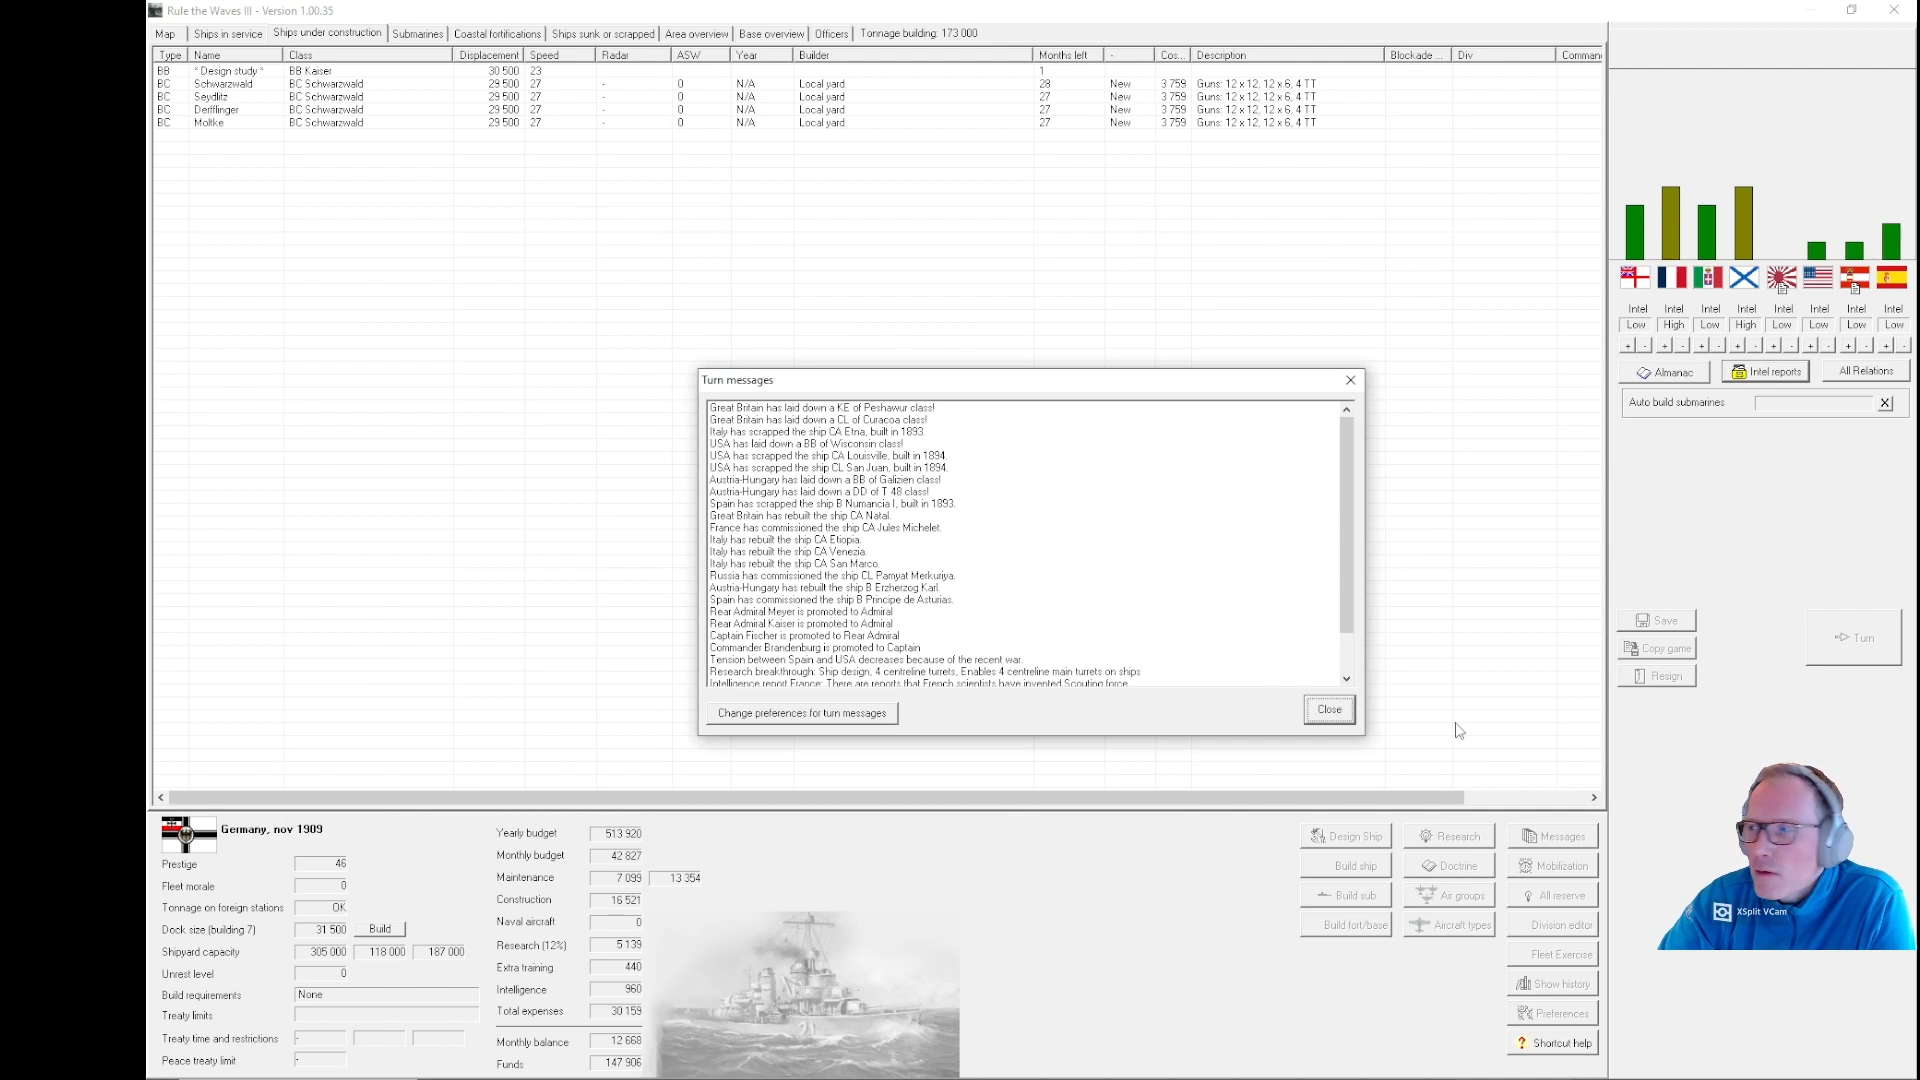 Rule the Waves III - Version 1.00.35
Map Ships in service Ships under construction Submarines Coastal fortifications Ships sunk or scrapped Area overview Base overview Officers Tonnage building: 173 000
Type Name Class Displacement Speed Radar ASW Year Builder Months left - Cos... Description Blockade ... Div Comman
BB * Design study * BB Kaiser 30 500 23 1
BC Schwarzwald BC Schwarzwald 29 500 27 - 0 N/A Local yard 28 New 3 759 Guns: 12 x 12, 12 x 6, 4 TT
BC Seydlitz BC Schwarzwald 29 500 27 - 0 N/A Local yard 27 New 3 759 Guns: 12 x 12, 12 x 6, 4 TT
BC Derfflinger BC Schwarzwald 29 500 27 - 0 N/A Local yard 27 New 3 759 Guns: 12 x 12, 12 x 6, 4 TT
BC Moltke BC Schwarzwald 29 500 27 - 0 N/A Local yard 27 New 3 759 Guns: 12 x 12, 12 x 6, 4 TT
Intel Intel Intel Intel Intel Intel Intel Intel
Low High Low High Low Low Low Low
+ - + - + - + - + - + - + - + -
Almanac Intel reports All Relations
Auto build submarines X
Turn messages
Great Britain has laid down a KE of Peshawur class!
Great Britain has laid down a CL of Curacoa class!
Italy has scrapped the ship CA Etna, built in 1893.
USA has laid down a BB of Wisconsin class!
USA has scrapped the ship CA Louisville, built in 1894.
USA has scrapped the ship CL San Juan, built in 1894.
Austria-Hungary has laid down a BB of Galizien class!
Austria-Hungary has laid down a DD of T 48 class!
Spain has scrapped the ship B Numancia I, built in 1893.
Great Britain has rebuilt the ship CA Natal.
France has commissioned the ship CA Jules Michelet.
Italy has rebuilt the ship CA Etiopia.
Italy has rebuilt the ship CA Venezia.
Italy has rebuilt the ship CA San Marco.
Russia has commissioned the ship CL Pamyat Merkuriya.
Austria-Hungary has rebuilt the ship B Erzherzog Karl.
Spain has commissioned the ship B Principe de Asturias.
Rear Admiral Meyer is promoted to Admiral
Rear Admiral Kaiser is promoted to Admiral
Captain Fischer is promoted to Rear Admiral
Commander Brandenburg is promoted to Captain
Tension between Spain and USA decreases because of the recent war.
Research breakthrough: Ship design, 4 centreline turrets, Enables 4 centreline main turrets on ships
Intelligence report France: There are reports that French scientists have invented Scouting force
Change preferences for turn messages
Close
Save
Copy game
Resign
Turn
XSplit VCam
Germany, nov 1909
Prestige 46
Fleet morale 0
Tonnage on foreign stations OK
Dock size (building 7) 31 500 Build
Shipyard capacity 305 000 118 000 187 000
Unrest level 0
Build requirements None
Treaty limits
Treaty time and restrictions -
Peace treaty limit -
Yearly budget 513 920
Monthly budget 42 827
Maintenance 7 099 13 354
Construction 16 521
Naval aircraft 0
Research (12%) 5 139
Extra training 440
Intelligence 960
Total expenses 30 159
Monthly balance 12 668
Funds 147 906
Design Ship Research Messages
Build ship Doctrine Mobilization
Build sub Air groups All reserve
Build fort/base Aircraft types Division editor
Fleet Exercise
Show history
Preferences
? Shortcut help